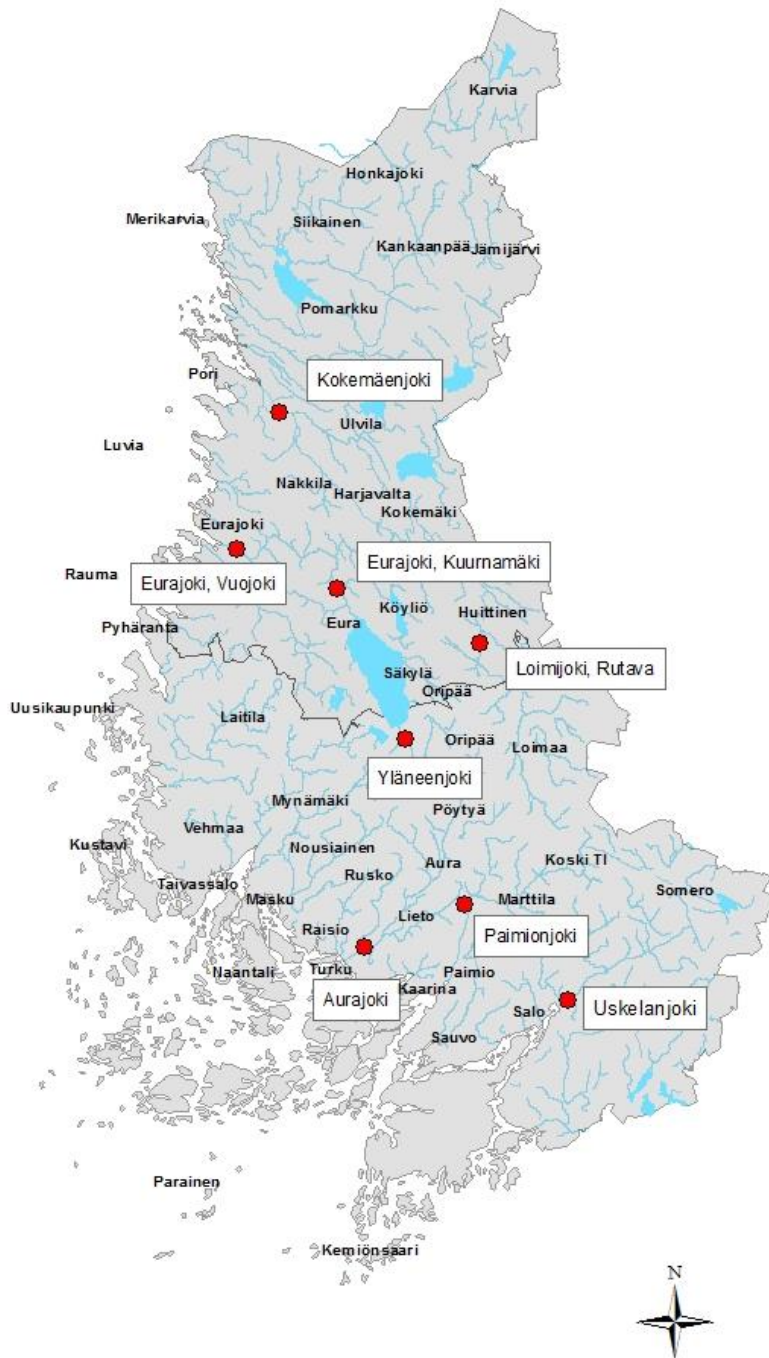 Karvia
Honkajoki
Merikarvia
Siikainen
Kankaanpää
Jämijärvi
Pomarkku
Pori
Kokemäenjoki
Ulvila
Luvia
Nakkila
Harjavalta
Kokemäki
Eurajoki
Rauma
Eurajoki, Vuojoki
Eurajoki, Kuurnamäki
Pyhäranta
Eura
Köyliö
Huittinen
Loimijoki, Rutava
Säkylä
Oripää
Uusikaupunki
Laitila
Oripää
Loimaa
Yläneenjoki
Mynämäki
Pöytyä
Vehmaa
Kustavi
Nousiainen
Aura
Koski Tl
Taivassalo
Rusko
Masku
Marttila
Somero
Lieto
Raisio
Paimionjoki
Naantali
Turku
Paimio
Kaarina
Aurajoki
Salo
Uskelanjoki
Sauvo
Parainen
Kemiönsaari
N